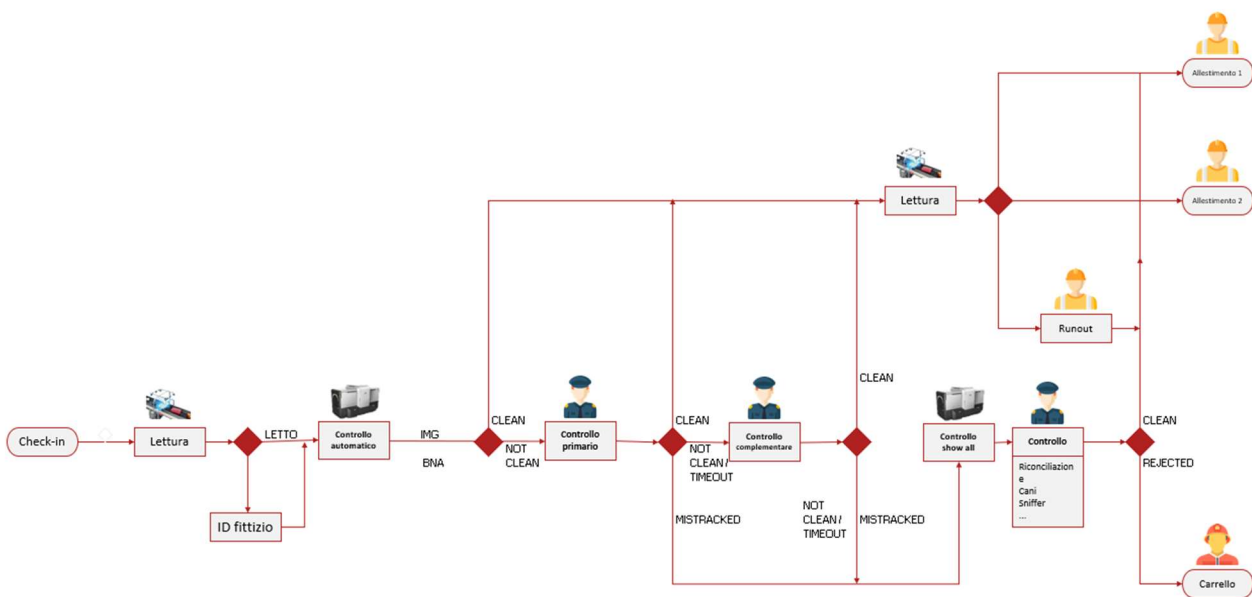 Allestimento 1
Allestimento 2
Lettura
Runout
CLEAN
CLEAN
CLEAN
CLEAN
Check-in
Lettura
LETTO
Controllo
automatico
IMG
BNA
NOT
CLEAN
Controllo
primario
NOT
CLEAN /
TIMEOUT
Controllo
complementare
Controllo
show all
Controllo
Riconciliazion
e
Cani
Sniffer
...
REJECTED
ID fittizio
MISTRACKED
NOT
CLEAN /
TIMEOUT
MISTRACKED
Carrello